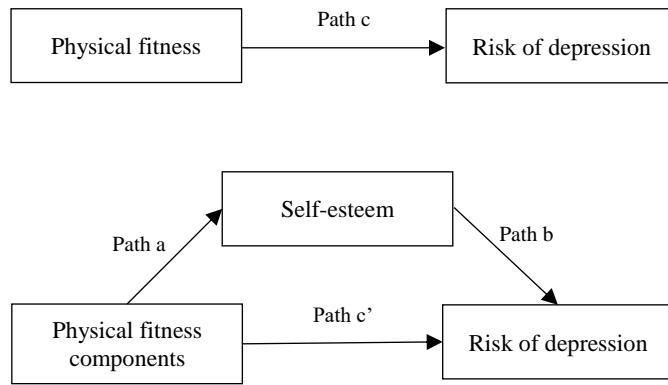 Path c
Physical fitness
Risk of depression
Self-esteem
Path a
Path b
Path c’
Physical fitness
components
Risk of depression